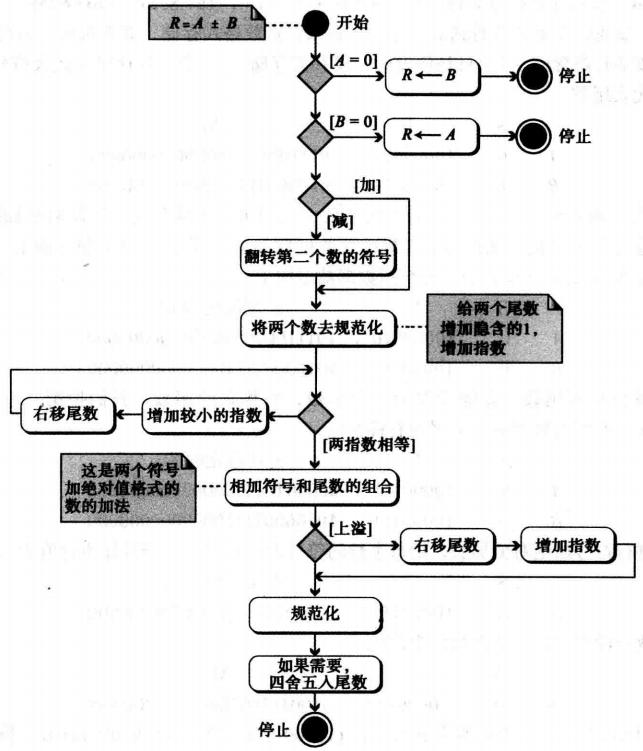 R = A ± B
开始
[A = 0]
R ← B
停止
[B = 0]
R ← A
停止
[加]
[减]
翻转第二个数的符号
将两个数去规范化
给两个尾数
增加隐含的1,
增加指数
右移尾数
增加较小的指数
[两指数相等]
这是两个符号
加绝对值格式的
数的加法
相加符号和尾数的组合
[上溢]
右移尾数
增加指数
规范化
如果需要,
四舍五入尾数
停止